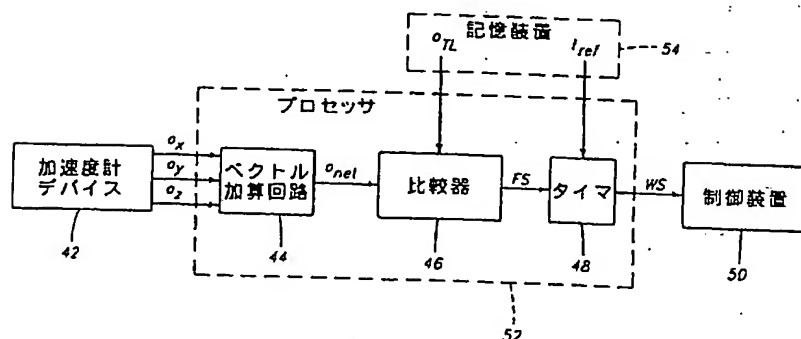 記憶装置
o_TL
t_ref
54
プロセッサ
加速度計
デバイス
o_x
o_y
o_z
ベクトル
加算回路
o_net
比較器
FS
タイマ
WS
制御装置
42
44
46
48
50
52